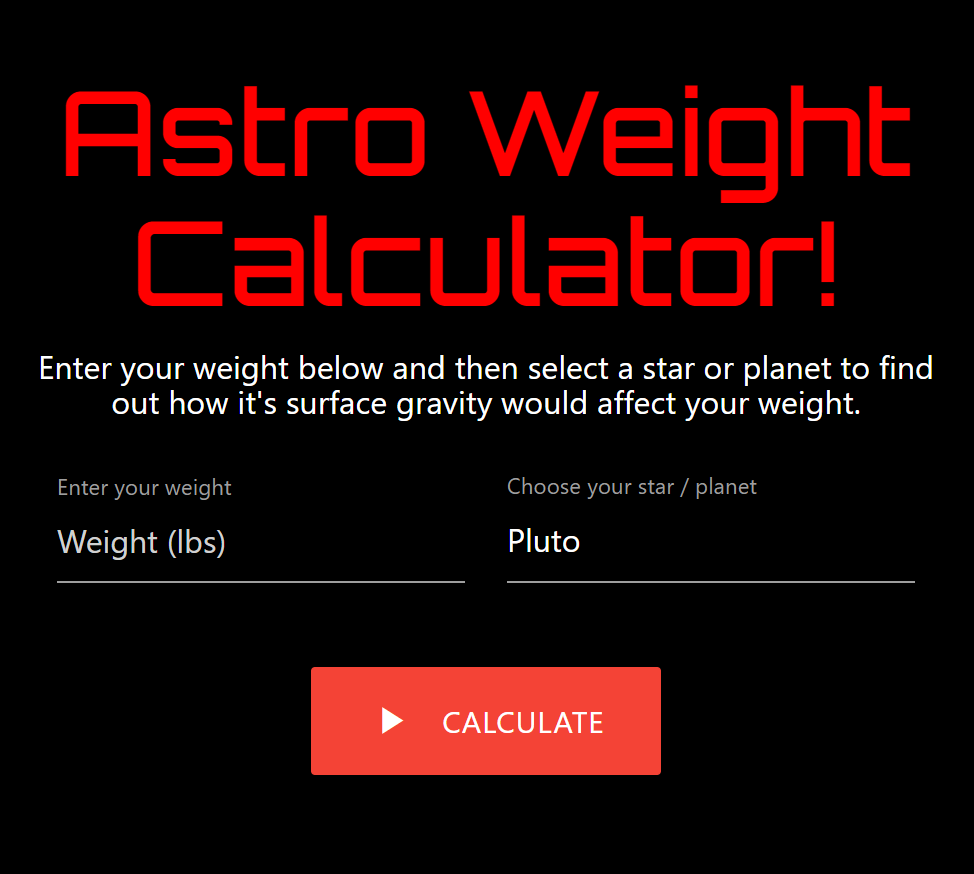 Astro Weight
Calculator!
Enter your weight below and then select a star or planet to find
out how it's surface gravity would affect your weight.
Enter your weight
Choose your star / planet
Weight (lbs)
Pluto
CALCULATE